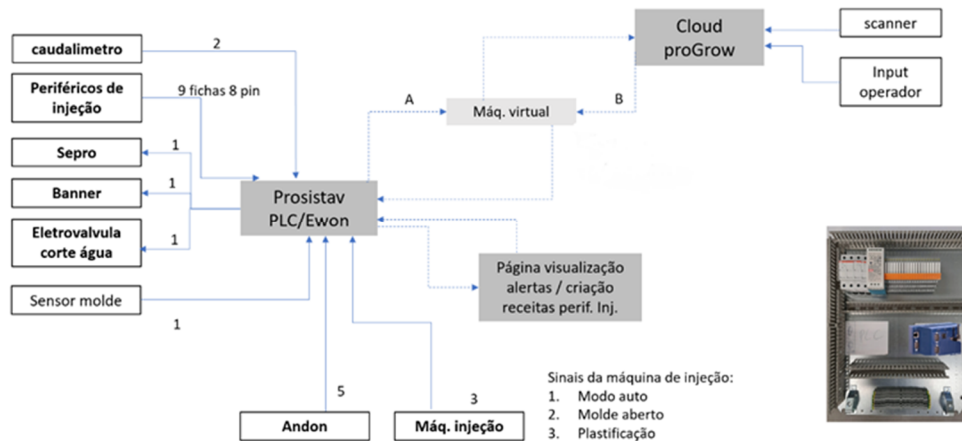 caudalimetro
2
Periféricos de
injeção
9 fichas 8 pin
Sepro
1
Banner
1
Eletrovalvula
corte água
1
Sensor molde
1
Prosistav
PLC/Ewon
A
Máq. virtual
B
Cloud
proGrow
scanner
Input
operador
Página visualização
alertas / criação
receitas perif. Inj.
5
Andon
3
Máq. injeção
Sinais da máquina de injeção:
1. Modo auto
2. Molde aberto
3. Plastificação